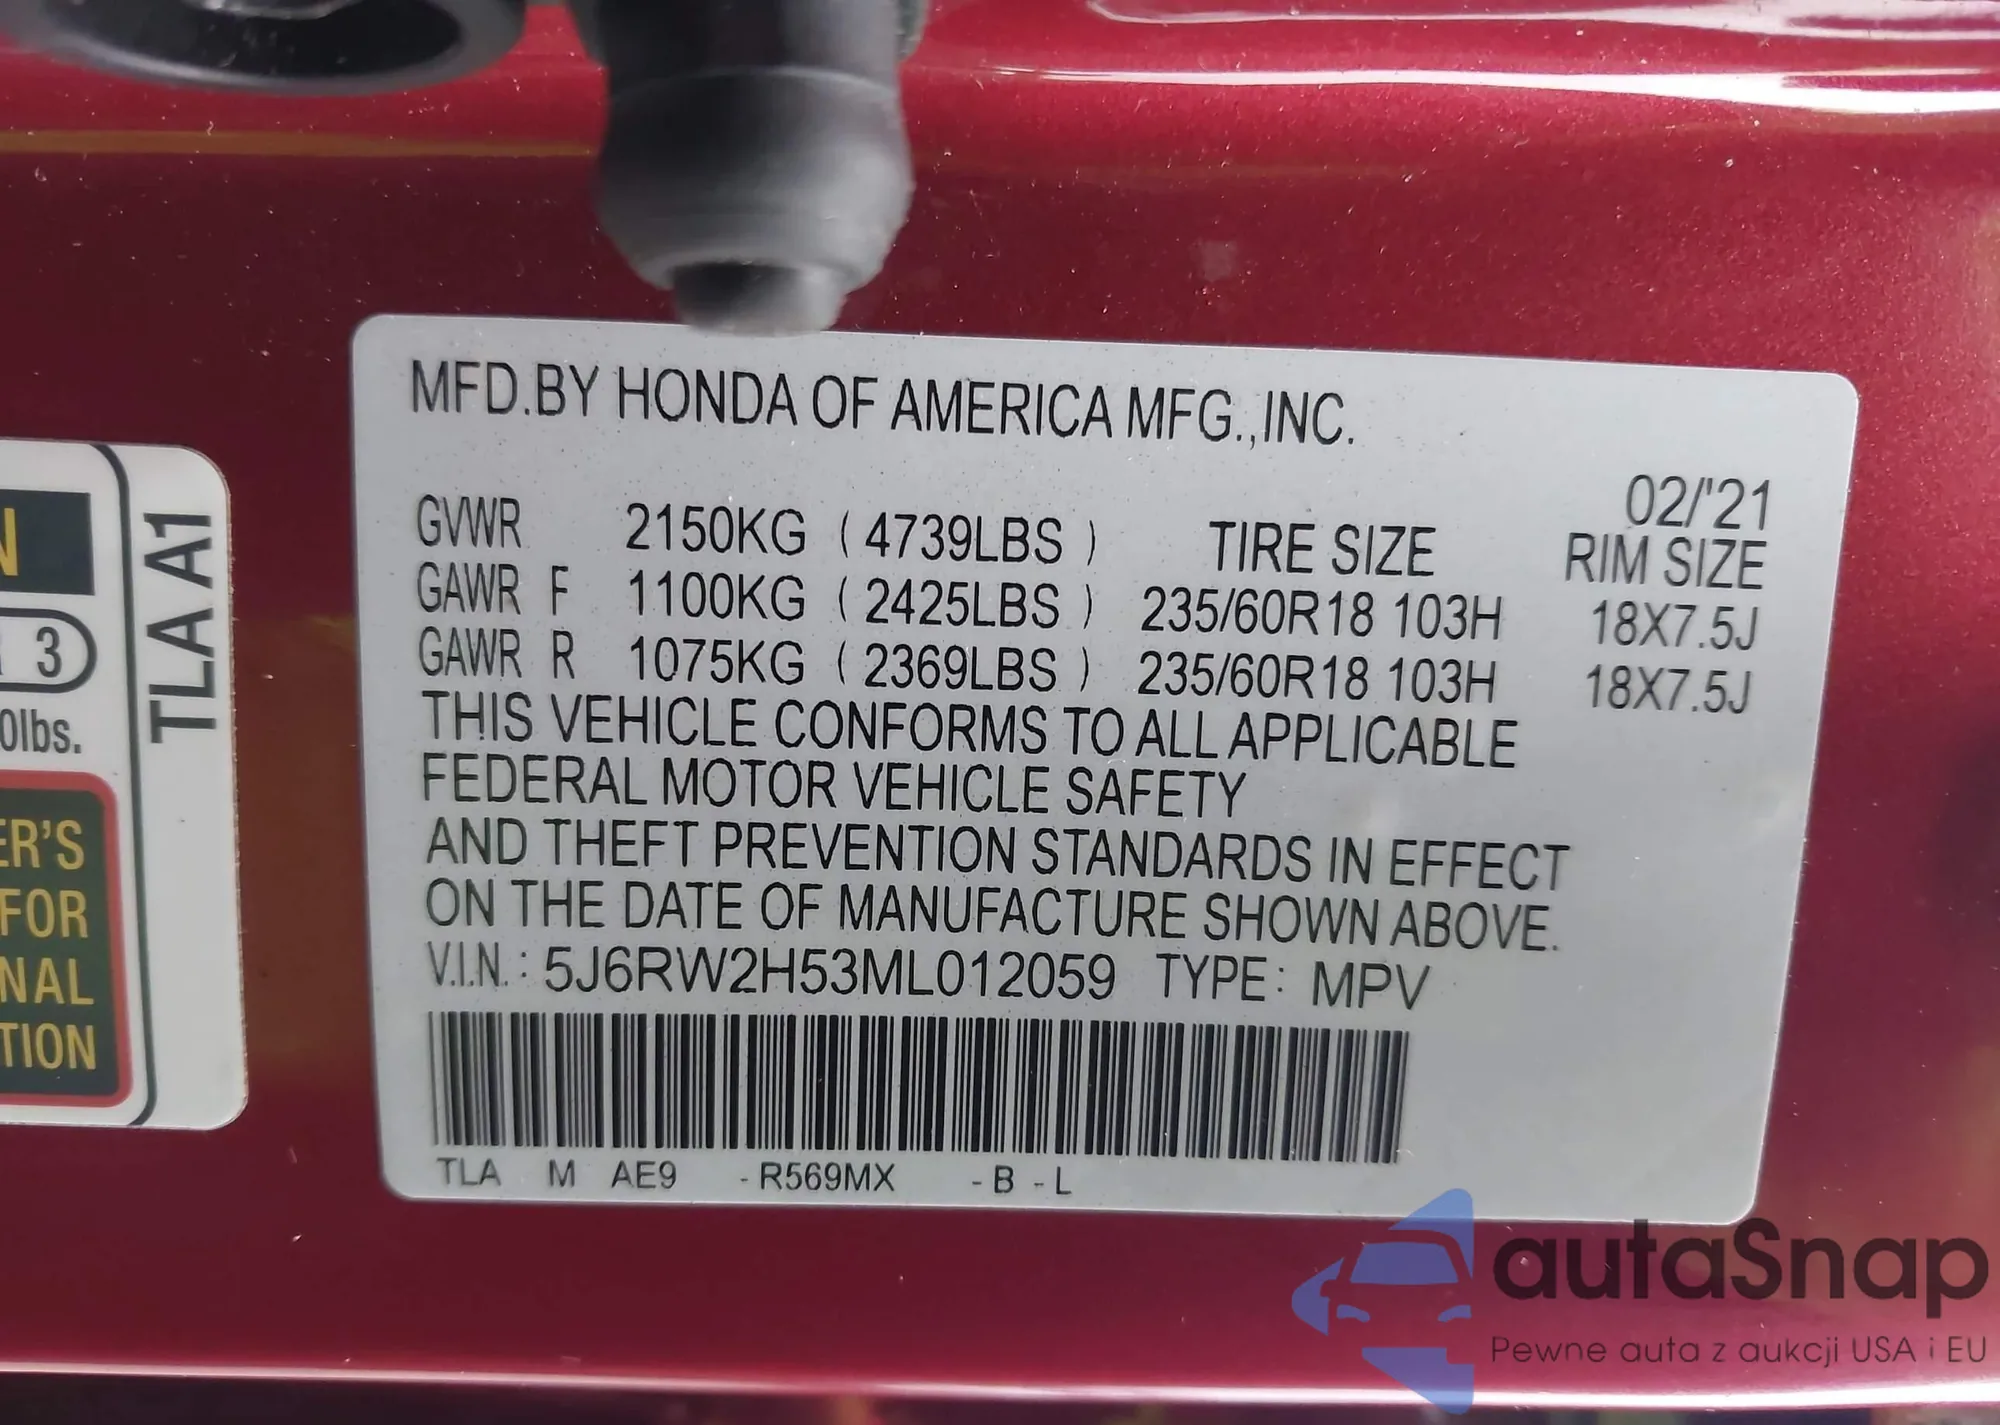 MFD.BY HONDA OF AMERICA MFG.,INC.
02/'21
GVWR 2150KG ( 4739LBS ) TIRE SIZE RIM SIZE
GAWR F 1100KG ( 2425LBS ) 235/60R18 103H 18X7.5J
GAWR R 1075KG ( 2369LBS ) 235/60R18 103H 18X7.5J
THIS VEHICLE CONFORMS TO ALL APPLICABLE
FEDERAL MOTOR VEHICLE SAFETY
AND THEFT PREVENTION STANDARDS IN EFFECT
ON THE DATE OF MANUFACTURE SHOWN ABOVE.
V.I.N.: 5J6RW2H53ML012059 TYPE: MPV
TLA M AE9 -R569MX -B -L
TLA A1
N
3
0lbs.
ER'S
FOR
NAL
TION
autaSnap
Pewne auta z aukcji USA i EU